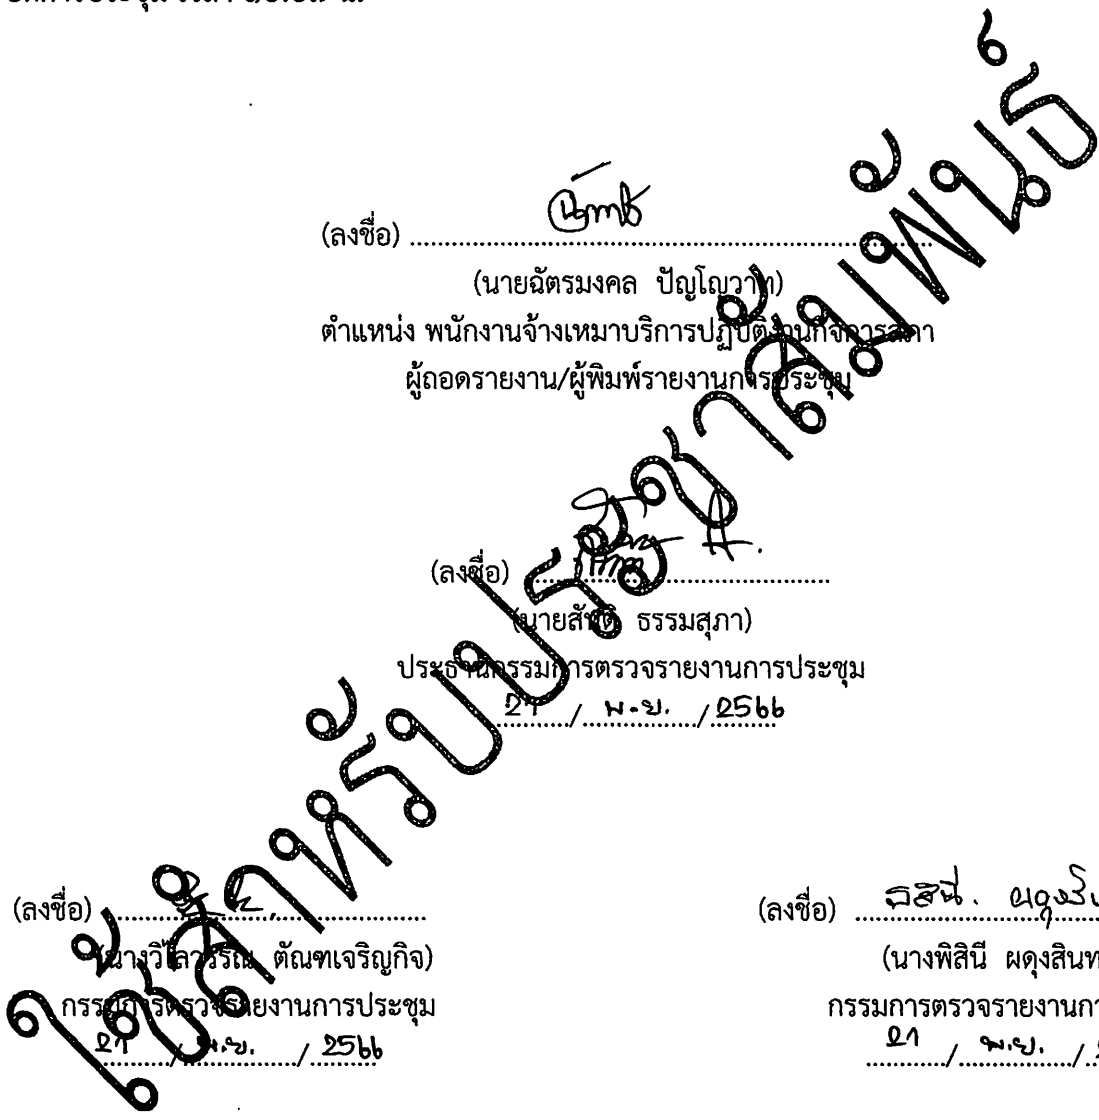 (ลงชื่อ)
(นายฉัตรมงคล ปัญโญวาท)
ตำแหน่ง พนักงานจ้างเหมาบริการปฏิบัติงานกิจการสภา
ผู้ถอดรายงาน/ผู้พิมพ์รายงานการประชุม
(ลงชื่อ)
(นายสันติ ธรรมสุภา)
ประธานกรรมการตรวจรายงานการประชุม
21 / พ.ย. / 2566
(ลงชื่อ)
(นางวิไลวรรณ ตัณฑเจริญกิจ)
กรรมการตรวจรายงานการประชุม
21 / พ.ย. / 2566
(ลงชื่อ)
(นางพิสินี ผดุงสินท
กรรมการตรวจรายงานกา
21 / พ.ย. /
ใช้สำหรับประชาสัมพันธ์